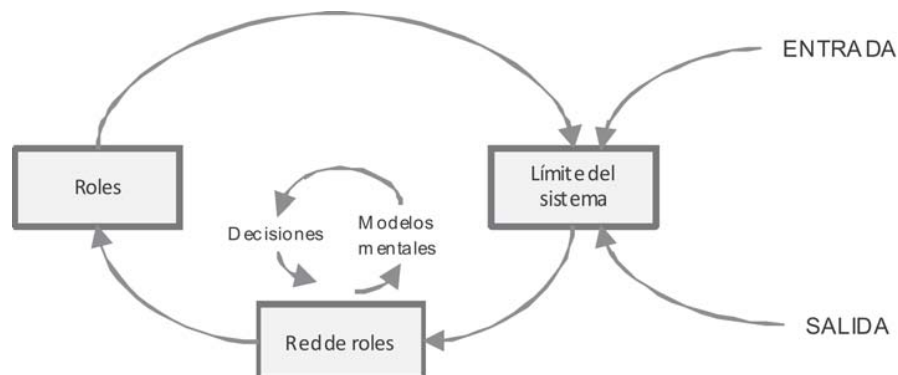 ENTRADA
Roles
Límite del
sistema
Decisiones
Modelos
mentales
Red de roles
SALIDA